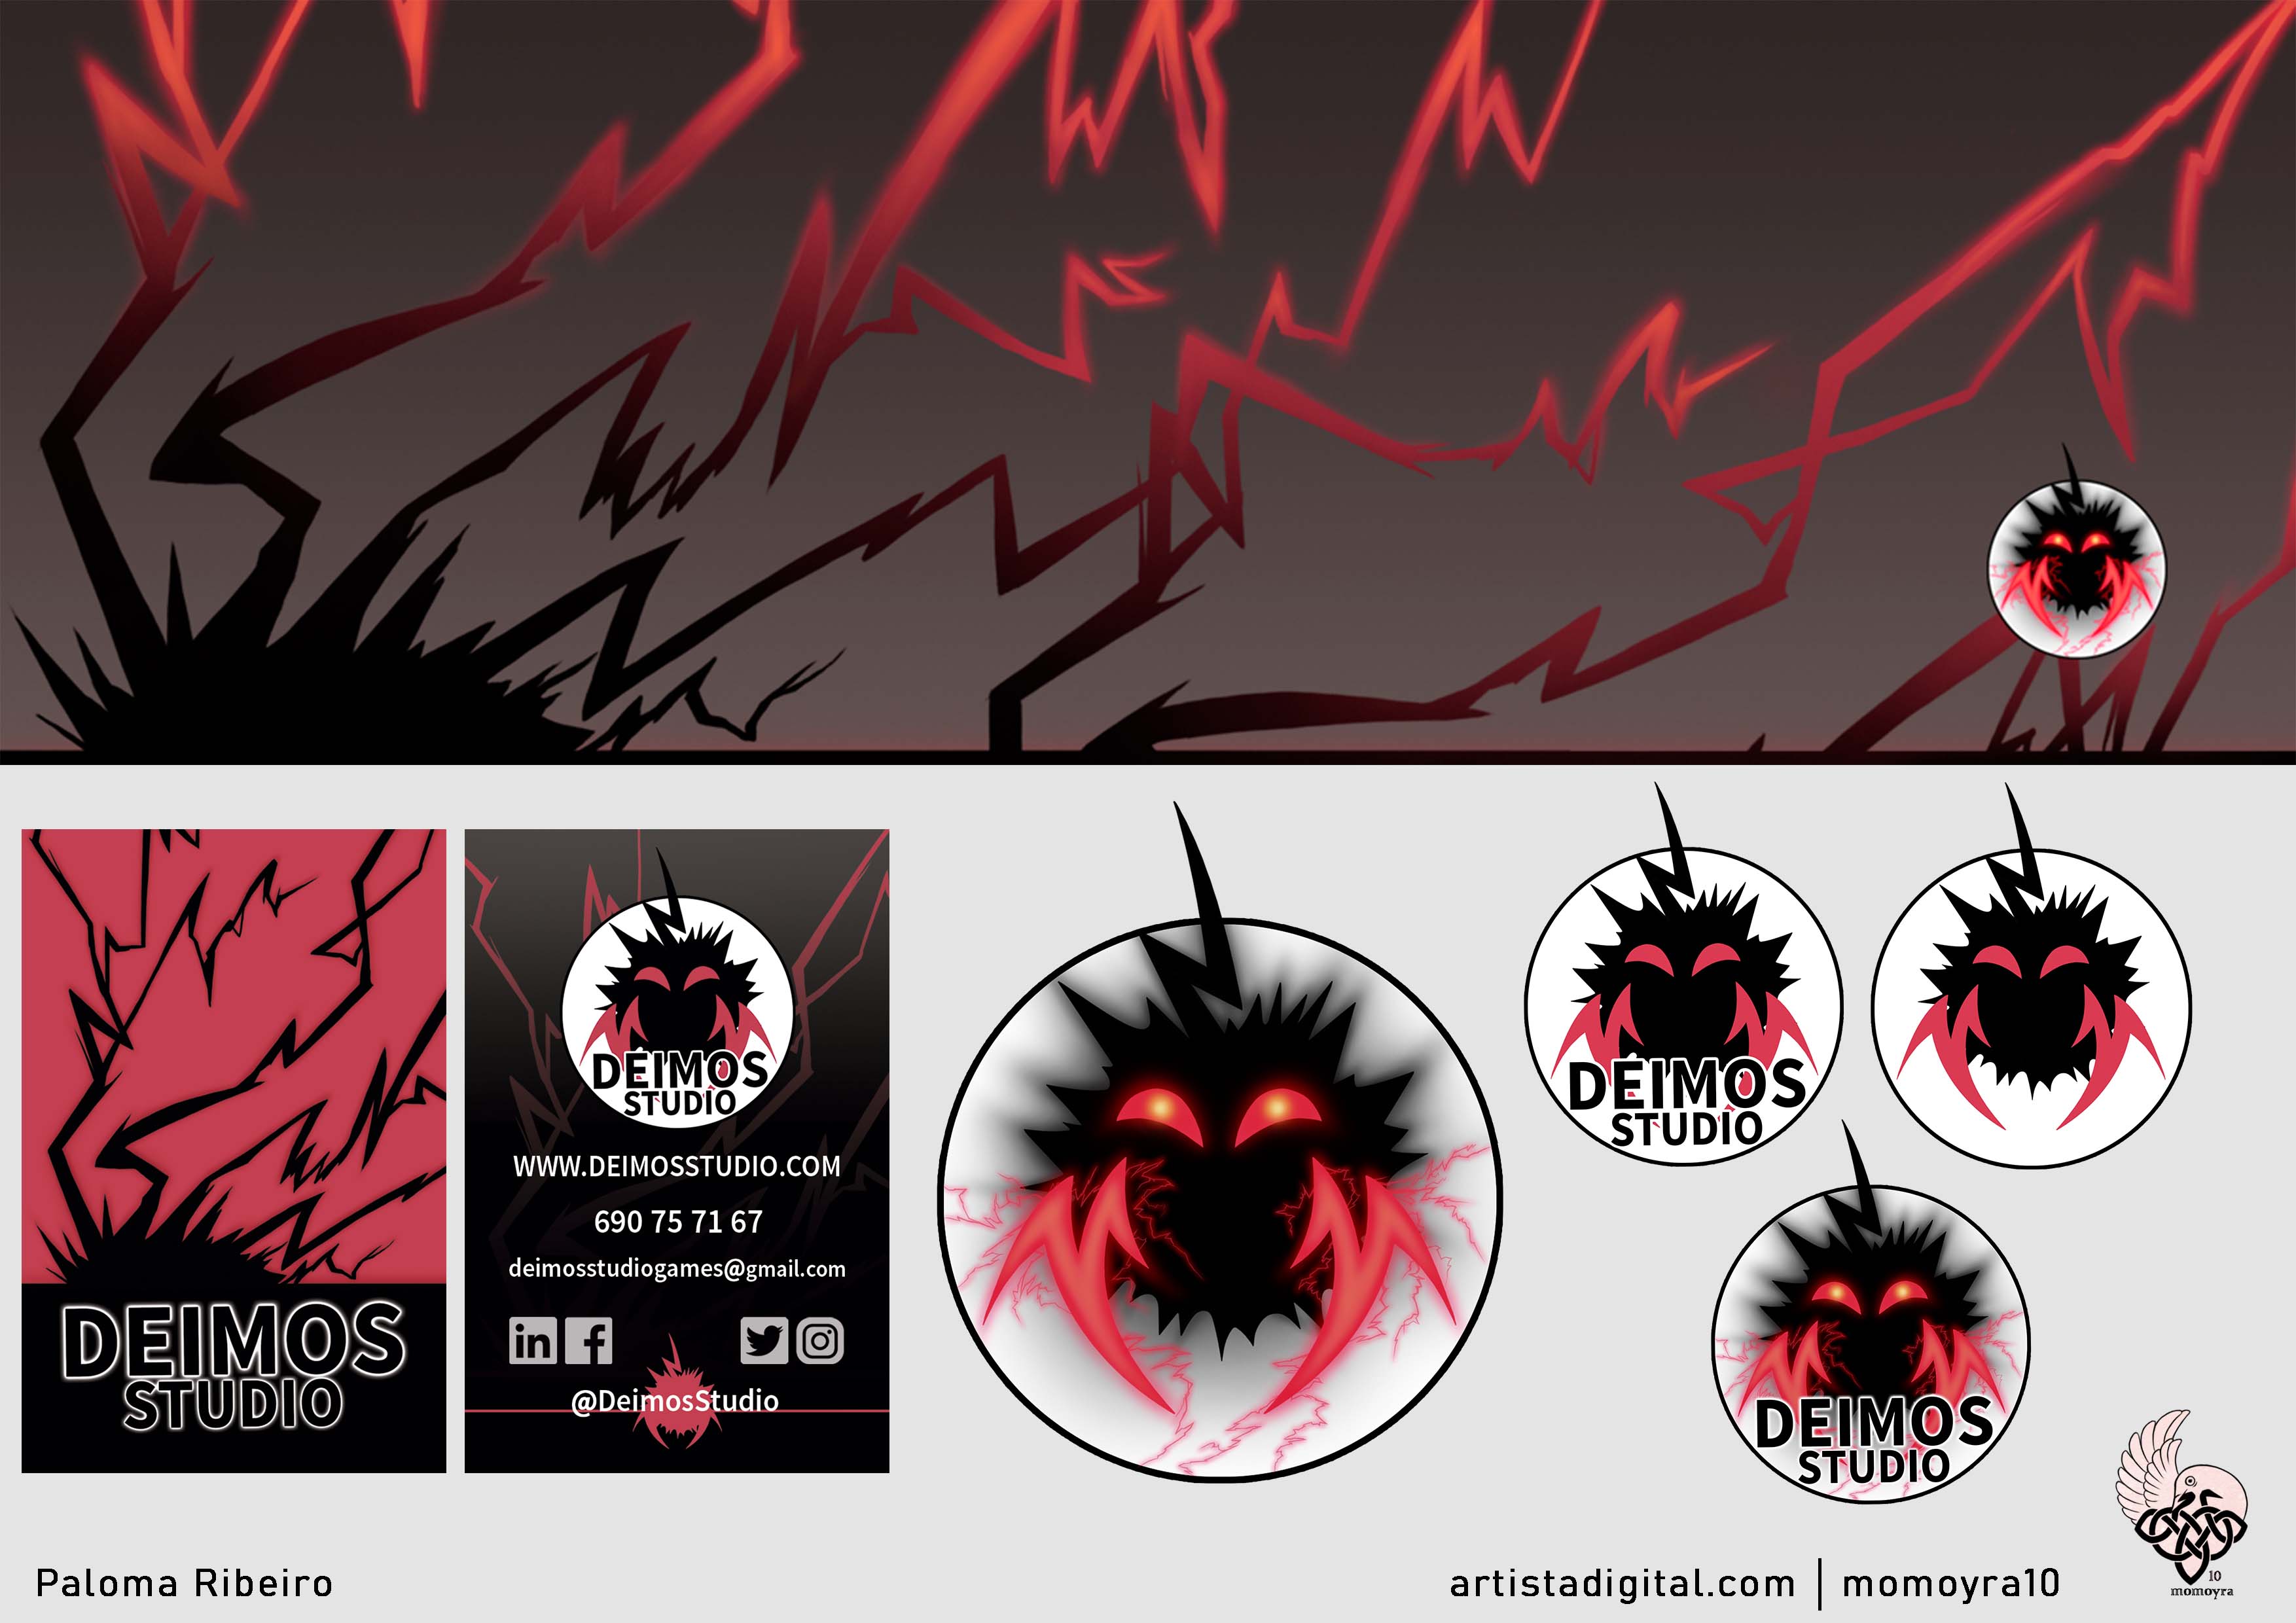 DEIMOS
STUDIO
DEIMOS
STUDIO
WWW.DEIMOSSTUDIO.COM
690 75 71 67
deimosstudiogames@gmail.com
in f
@DeimosStudio
DEIMOS
STUDIO
DEIMOS
STUDIO
Paloma Ribeiro
artistadigital.com | momoyra10
10
momoyra